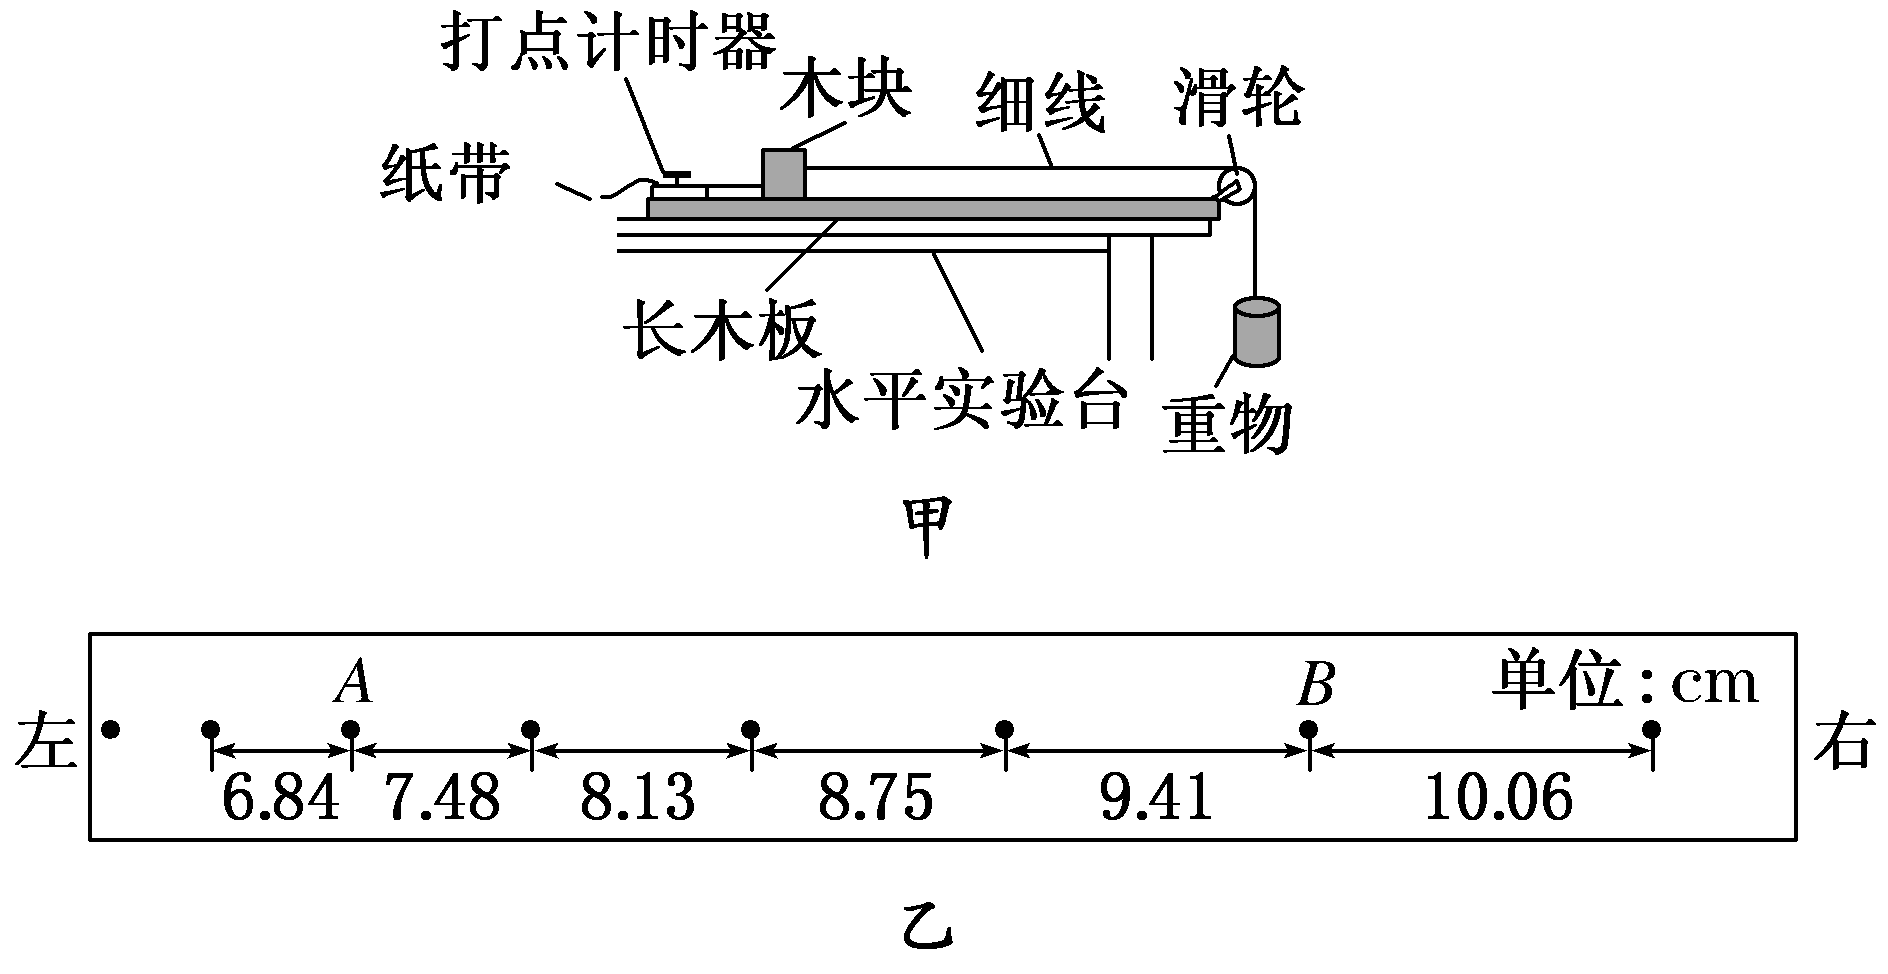 打点计时器
木块
细线
滑轮
纸带
长木板
水平实验台
重物
甲
A
B
单位:cm
左
右
6.84 7.48 8.13 8.75 9.41 10.06
乙